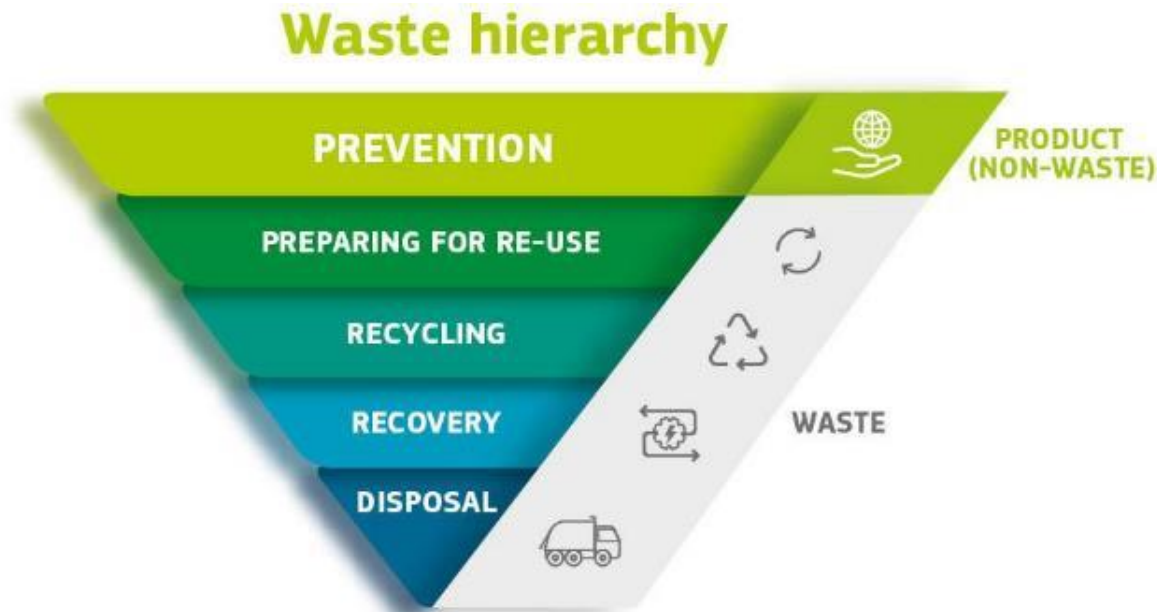 Waste hierarchy
PREVENTION
PRODUCT
(NON-WASTE)
PREPARING FOR RE-USE
RECYCLING
RECOVERY
WASTE
DISPOSAL